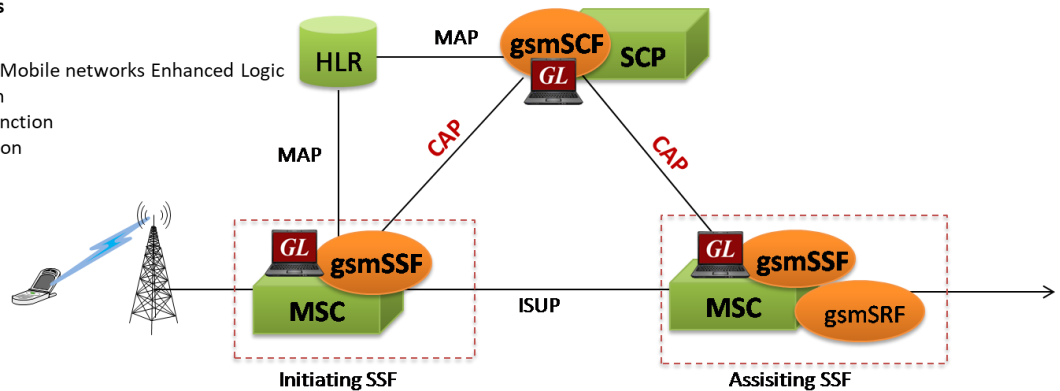 s
Mobile networks Enhanced Logic
n
nction
on
MAP
HLR
gsmSCF
SCP
GL
CAP
CAP
MAP
GL
gsmSSF
MSC
ISUP
GL
gsmSSF
MSC
gsmSRF
Initiating SSF
Assisiting SSF